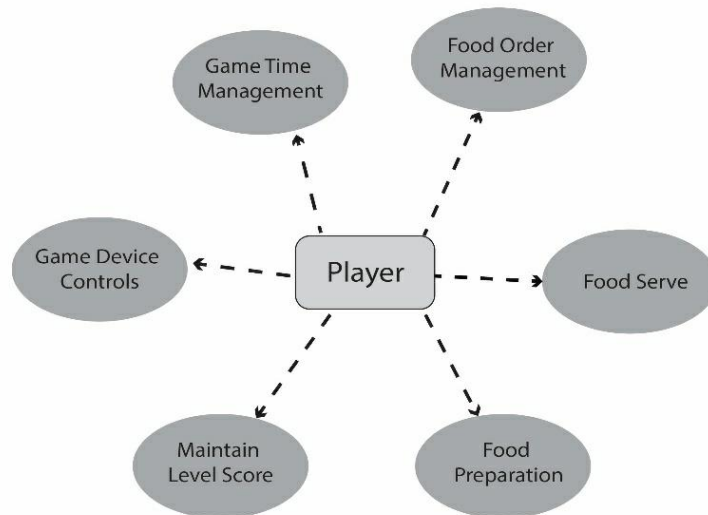 Game Time
Management
Food Order
Management
Game Device
Controls
Player
Food Serve
Maintain
Level Score
Food
Preparation